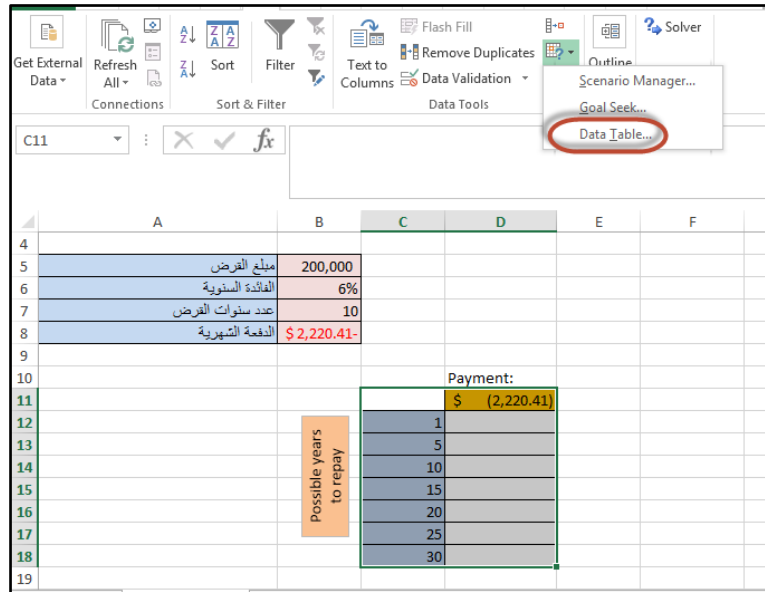 Get External Data
Refresh All
Connections
Sort
Filter
Sort & Filter
Text to Columns
Flash Fill
Remove Duplicates
Data Validation
Data Tools
Outline
Solver
Scenario Manager...
Goal Seek...
Data Table...
C11
fx
A B C D E F
4
5 مبلغ القرض 200,000
6 الفائدة السنوية 6%
7 عدد سنوات القرض 10
8 الدفعة الشهرية $ 2,220.41-
9
10 Payment:
11 $ (2,220.41)
12 1
13 5
14 10
15 15
16 20
17 25
18 30
19
Possible years
to repay